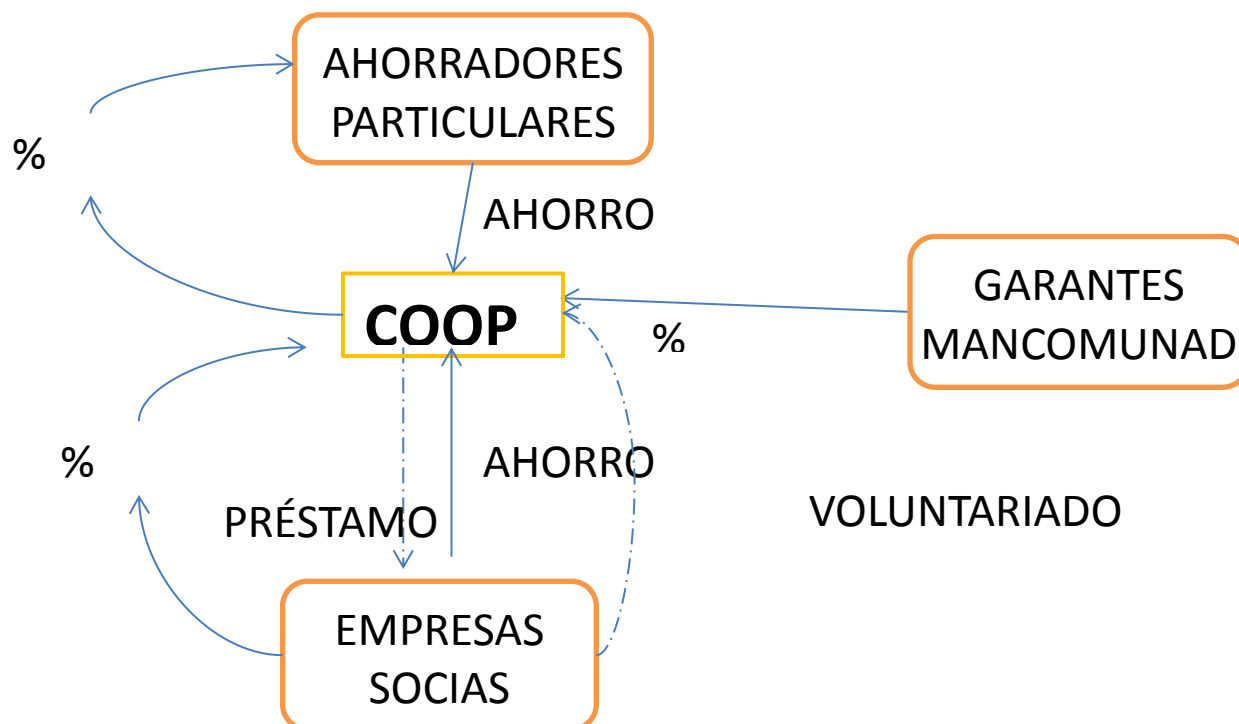 AHORRADORES
PARTICULARES
%
AHORRO
GARANTES
MANCOMUNAD
COOP
%
%
AHORRO
PRÉSTAMO
VOLUNTARIADO
EMPRESAS
SOCIAS